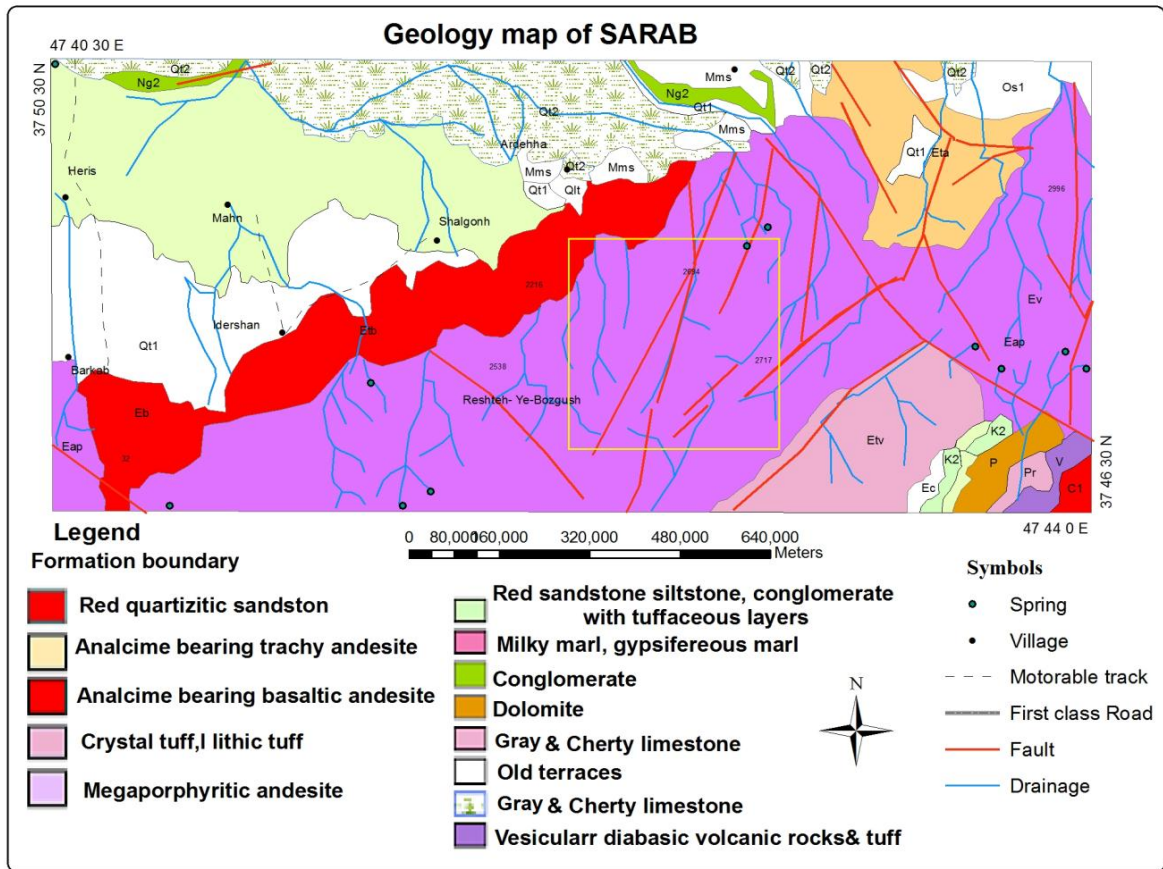 Geology map of SARAB
47 40 30 E
37 50 30 N
Qt2
Ng2
Mms
Qt2
Qt2
Qt2
Ng2
Qt1
Os1
Qt2
Mms
Ardehha
Qt1
Eta
Mms
Qt2
Mms
Heris
Qt1
Qlt
2996
Mahn
Shalgonh
2694
2216
Ev
Idershan
Etb
Eap
Qt1
2538
2717
Barkab
Reshteh- Ye-Bozgush
Eb
Eap
Etv
K2
K2
P
V
Pr
Ec
C1
37 46 30 N
47 44 0 E
Legend
Formation boundary
Red quartizitic sandston
Analcime bearing trachy andesite
Analcime bearing basaltic andesite
Crystal tuff,l lithic tuff
Megaporphyritic andesite
0 80,000 160,000 320,000 480,000 640,000
Meters
Red sandstone siltstone, conglomerate
with tuffaceous layers
Milky marl, gypsifereous marl
Conglomerate
Dolomite
Gray & Cherty limestone
Old terraces
Gray & Cherty limestone
Vesicularr diabasic volcanic rocks& tuff
N
Symbols
Spring
Village
Motorable track
First class Road
Fault
Drainage